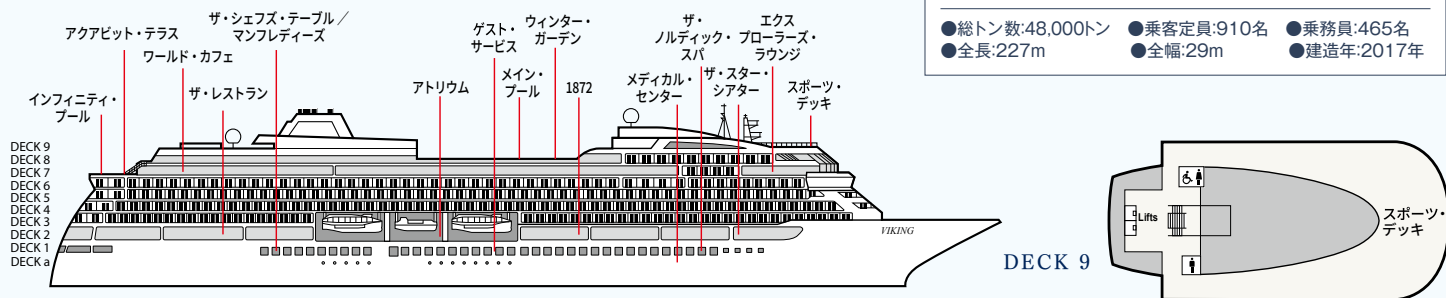 ●総トン数:48,000トン ●乗客定員:910名 ●乗務員:465名
●全長:227m ●全幅:29m ●建造年:2017年
インフィニティ・
プール
アクアビット・テラス
ワールド・カフェ
ザ・レストラン
ザ・シェフズ・テーブル／
マンフレディーズ
アトリウム
ゲスト・
サービス
メイン・
プール
ウィンター・
ガーデン
1872
メディカル・
センター
ザ・
ノルディック・
スパ
ザ・スター・
シアター
エクス
プローラーズ・
ラウンジ
スポーツ・
デッキ
DECK 9
DECK 8
DECK 7
DECK 6
DECK 5
DECK 4
DECK 3
DECK 2
DECK 1
DECK a
VIKING
DECK 9
Lifts
スポーツ・
デッキ